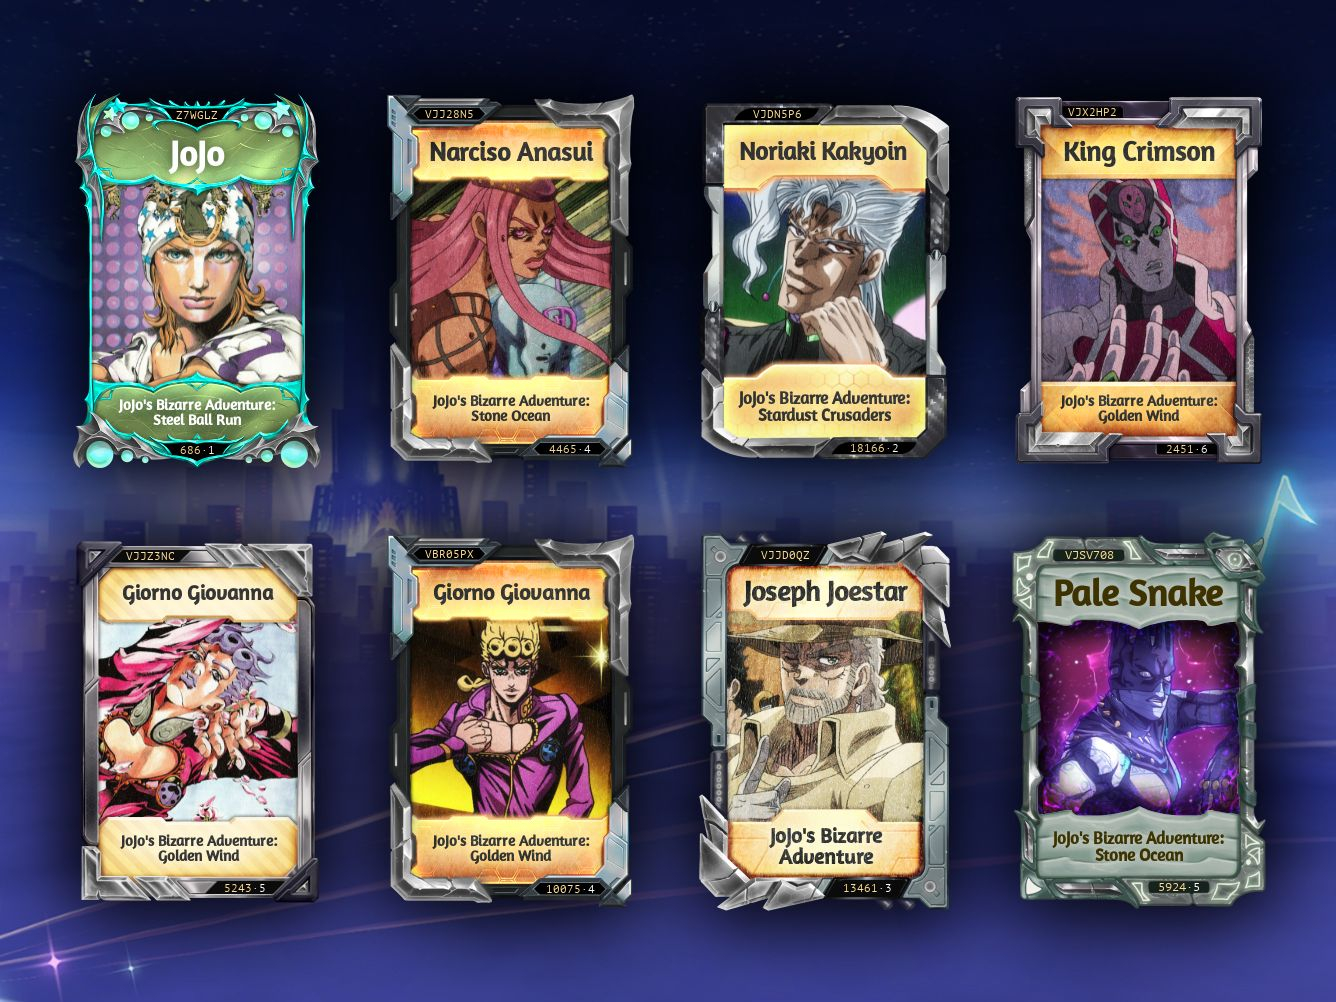 Z7WGLZ
JoJo
JoJo's Bizarre Adventure:
Steel Ball Run
686·1
VJJ28N5
Narciso Anasui
JoJo's Bizarre Adventure:
Stone Ocean
4465·4
VJDN5P6
Noriaki Kakyoin
JoJo's Bizarre Adventure:
Stardust Crusaders
18166·2
VJX2HP2
King Crimson
JoJo's Bizarre Adventure:
Golden Wind
2451·6
VJJZ3NC
Giorno Giovanna
JoJo's Bizarre Adventure:
Golden Wind
5243·5
VBR05PX
Giorno Giovanna
JoJo's Bizarre Adventure:
Golden Wind
10075·4
VJJD0QZ
Joseph Joestar
JoJo's Bizarre
Adventure
13461·3
VJSV708
Pale Snake
JoJo's Bizarre Adventure:
Stone Ocean
5924·5